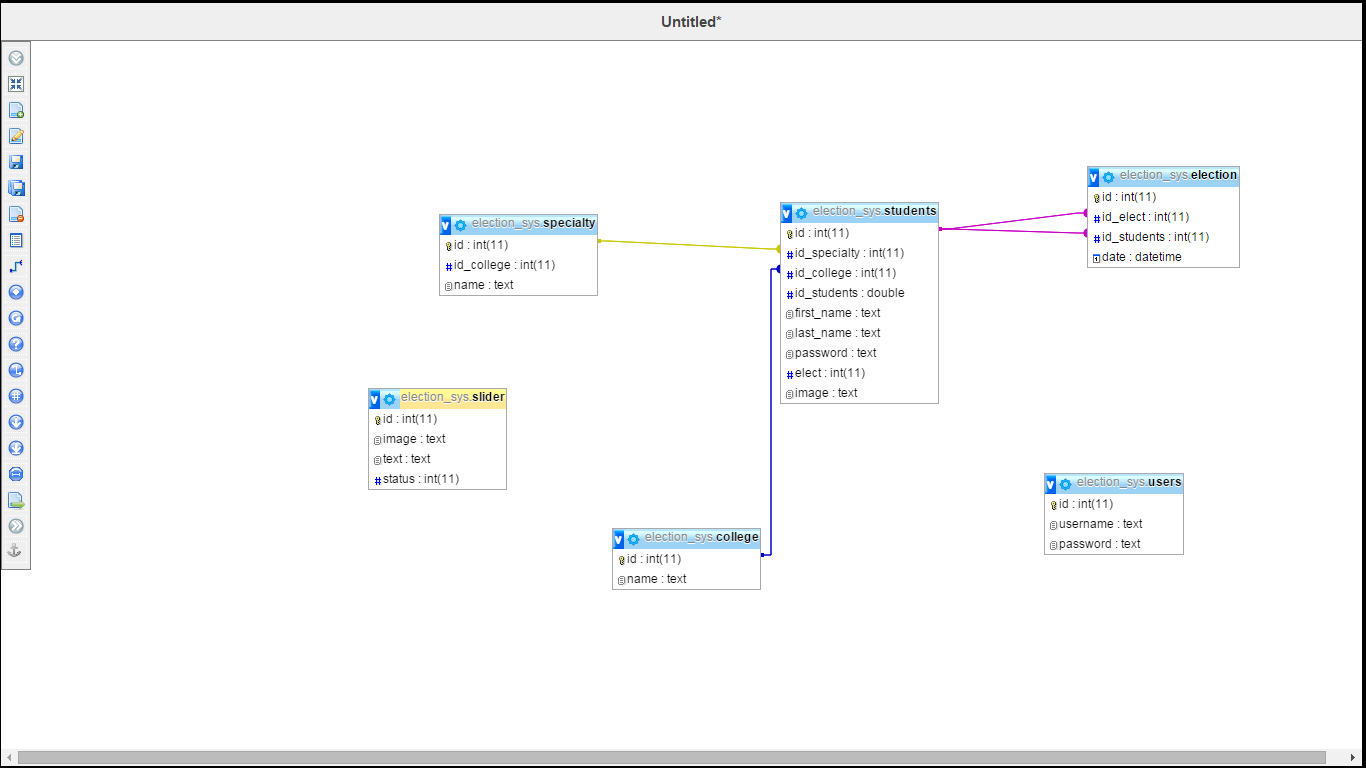 Untitled*
election_sys.election
id : int(11)
id_elect : int(11)
id_students : int(11)
date : datetime
election_sys.students
id : int(11)
id_specialty : int(11)
id_college : int(11)
id_students : double
first_name : text
last_name : text
password : text
elect : int(11)
image : text
election_sys.specialty
id : int(11)
id_college : int(11)
name : text
election_sys.slider
id : int(11)
image : text
text : text
status : int(11)
election_sys.users
id : int(11)
username : text
password : text
election_sys.college
id : int(11)
name : text